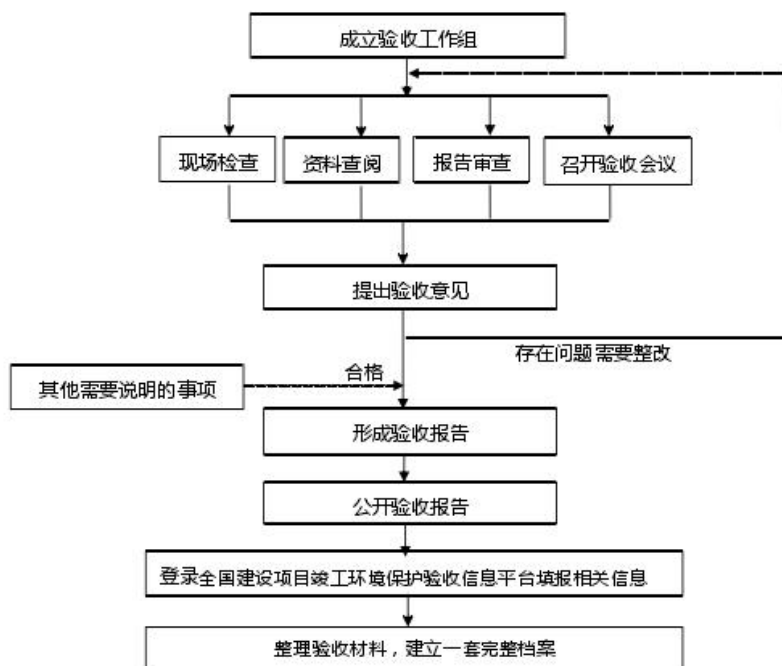 成立验收工作组
现场检查
资料查阅
报告审查
召开验收会议
提出验收意见
存在问题需要整改
合格
其他需要说明的事项
形成验收报告
公开验收报告
登录全国建设项目竣工环境保护验收信息平台填报相关信息
整理验收材料，建立一套完整档案